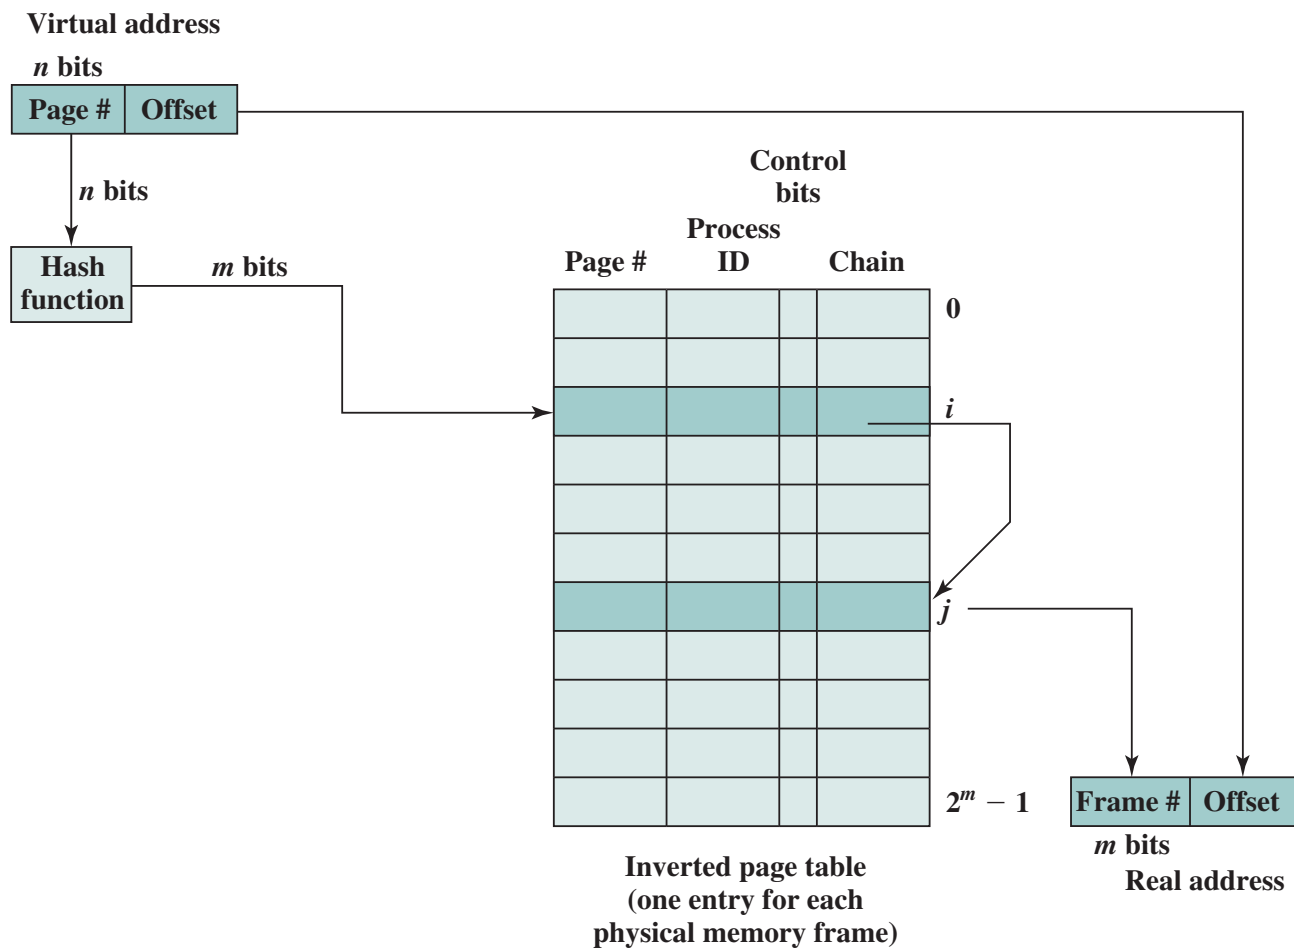 Virtual address
n bits
Page # Offset
n bits
Hash
function
m bits
Control
bits
Process
Page # ID Chain
0
i
j
2^m − 1
Frame # Offset
m bits
Real address
Inverted page table
(one entry for each
physical memory frame)